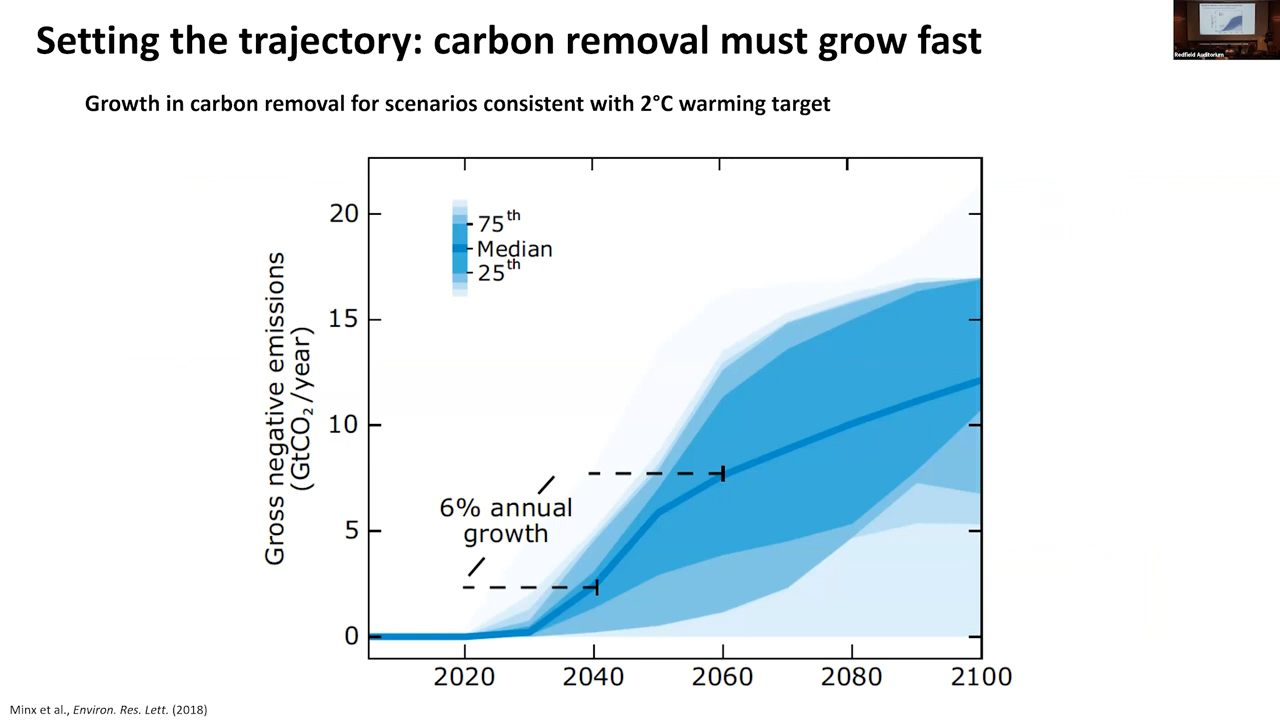 Setting the trajectory: carbon removal must grow fast
Redfield Auditorium
Growth in carbon removal for scenarios consistent with 2°C warming target
Gross negative emissions
(GtCO₂/year)
20
15
10
5
0
75th
Median
25th
6% annual
growth
2020
2040
2060
2080
2100
Minx et al., Environ. Res. Lett. (2018)